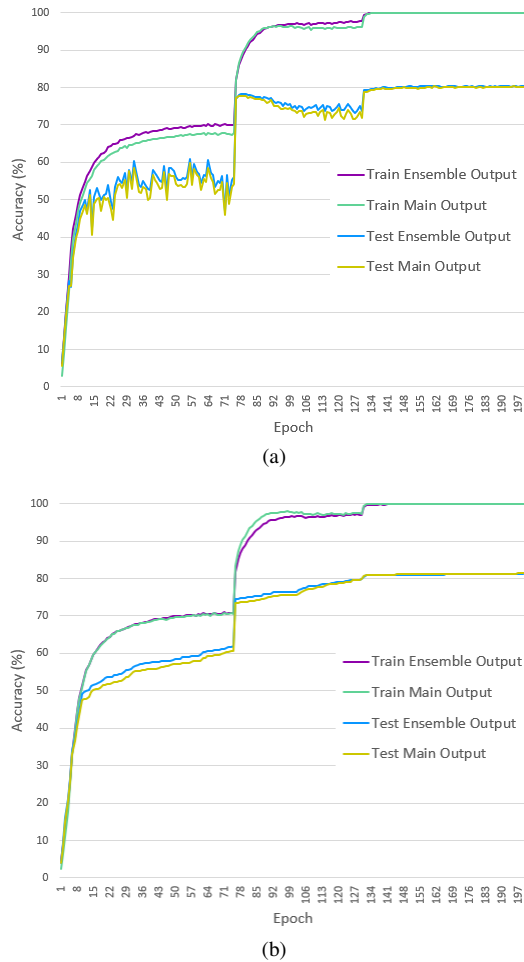 100
90
80
70
60
50
40
30
20
10
0
Accuracy (%)
Train Ensemble Output
Train Main Output
Test Ensemble Output
Test Main Output
1 8 15 22 29 36 43 50 57 64 71 78 85 92 99 106 113 120 127 134 141 148 155 162 169 176 183 190 197
Epoch
(a)
100
90
80
70
60
50
40
30
20
10
0
Accuracy (%)
Train Ensemble Output
Train Main Output
Test Ensemble Output
Test Main Output
1 8 15 22 29 36 43 50 57 64 71 78 85 92 99 106 113 120 127 134 141 148 155 162 169 176 183 190 197
Epoch
(b)